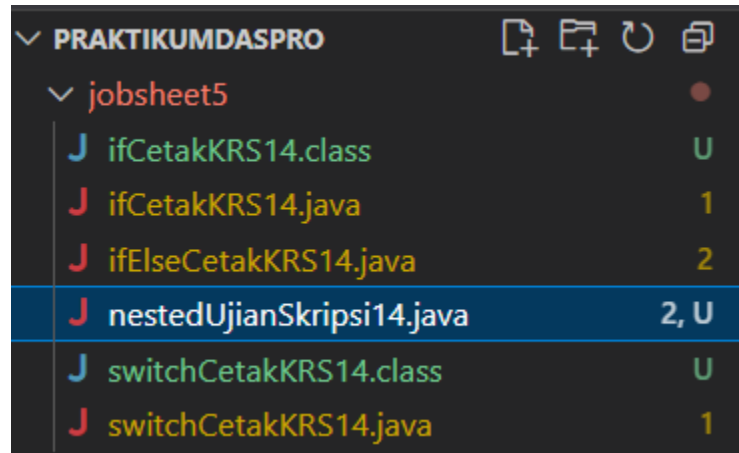 PRAKTIKUMDASPRO
jobsheet5
J ifCetakKRS14.class U
J ifCetakKRS14.java 1
J ifElseCetakKRS14.java 2
J nestedUjianSkripsi14.java 2, U
J switchCetakKRS14.class U
J switchCetakKRS14.java 1